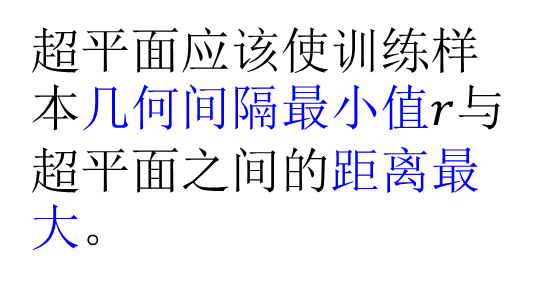 超平面应该使训练样
本几何间隔最小值r与
超平面之间的距离最
大。